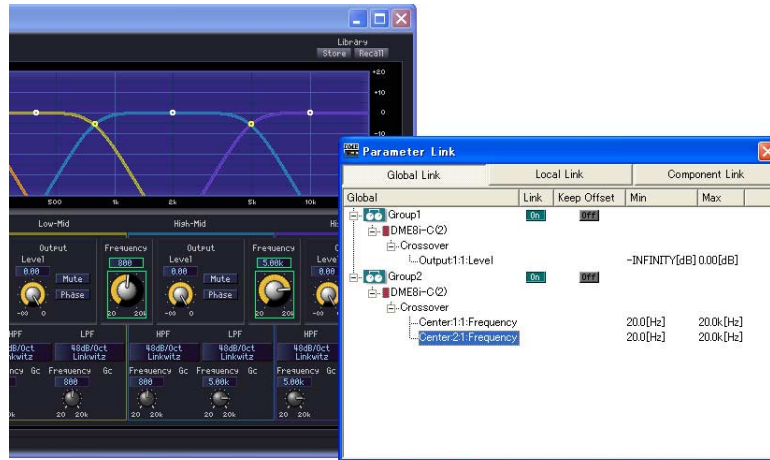 Library
Store Recall
+20
+10
0
-10
500 1k 2k 5k 10k
Low-Mid High-Mid
Output Frequency Output Frequency
Level 800 Level 5.00k
0.00 Mute 0.00 Mute
Phase Phase
-∞ 0 20 20k -∞ 0 20 20k
HPF LPF HPF LPF HPF
48dB/Oct 48dB/Oct 48dB/Oct 48dB/Oct
Linkwitz Linkwitz Linkwitz Linkwitz
Gc Frequency Gc Frequency Gc Frequency Gc Frequency Gc
800 800 5.00k 5.00k
20 20k 20 20k 20 20k 20 20k
Parameter Link
Global Link Local Link Component Link
Global Link Keep Offset Min Max
Group1 On Off
DME8i-C(2)
Crossover
Output:1:1:Level -INFINITY[dB] 0.00[dB]
Group2 On Off
DME8i-C(2)
Crossover
Center:1:1:Frequency 20.0[Hz] 20.0k[Hz]
Center:2:1:Frequency 20.0[Hz] 20.0k[Hz]